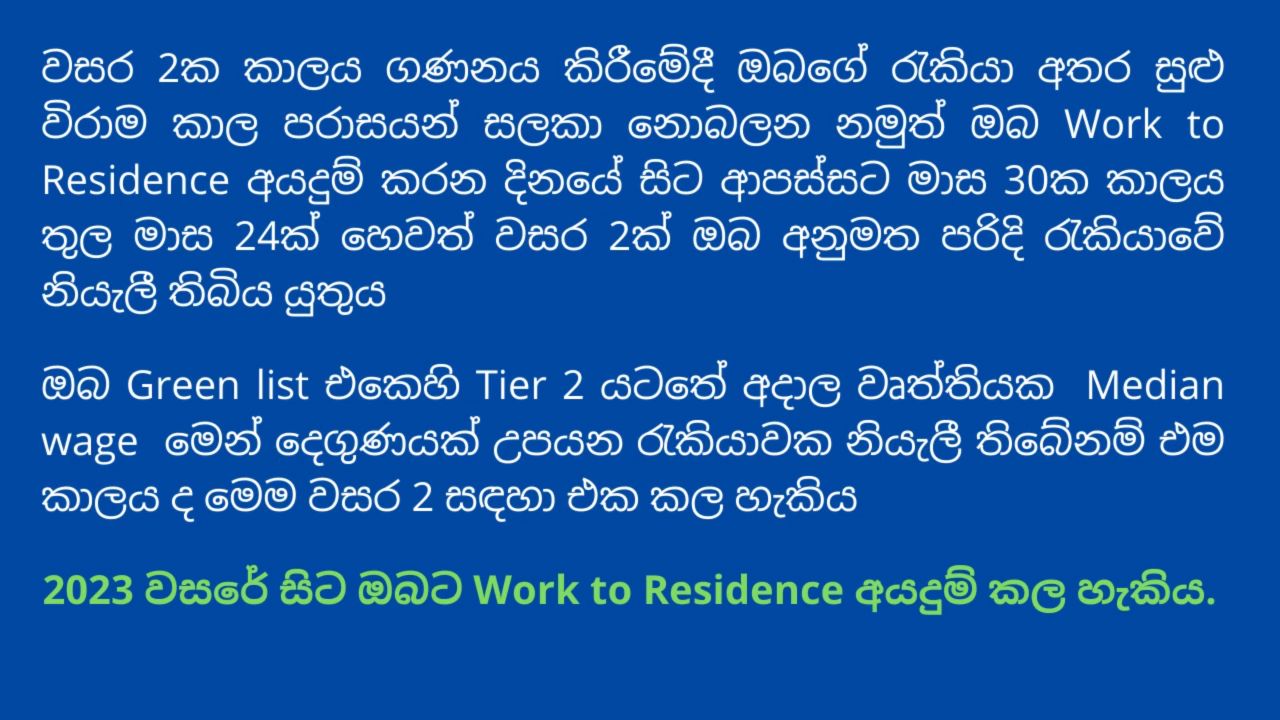 වසර 2ක කාලය ගණනය කිරීමේදී ඔබගේ රැකියා අතර සුළු
විරාම කාල පරාසයන් සලකා නොබලන නමුත් ඔබ Work to
Residence අයදුම් කරන දිනයේ සිට ආපස්සට මාස 30ක කාලය
තුල මාස 24ක් හෙවත් වසර 2ක් ඔබ අනුමත පරිදි රැකියාවේ
නියැලී තිබිය යුතුය
ඔබ Green list එකෙහි Tier 2 යටතේ අදාල වෘත්තියක Median
wage මෙන් දෙගුණයක් උපයන රැකියාවක නියැලී තිබේනම් එම
කාලය ද මෙම වසර 2 සඳහා එක කල හැකිය
2023 වසරේ සිට ඔබට Work to Residence අයදුම් කල හැකිය.